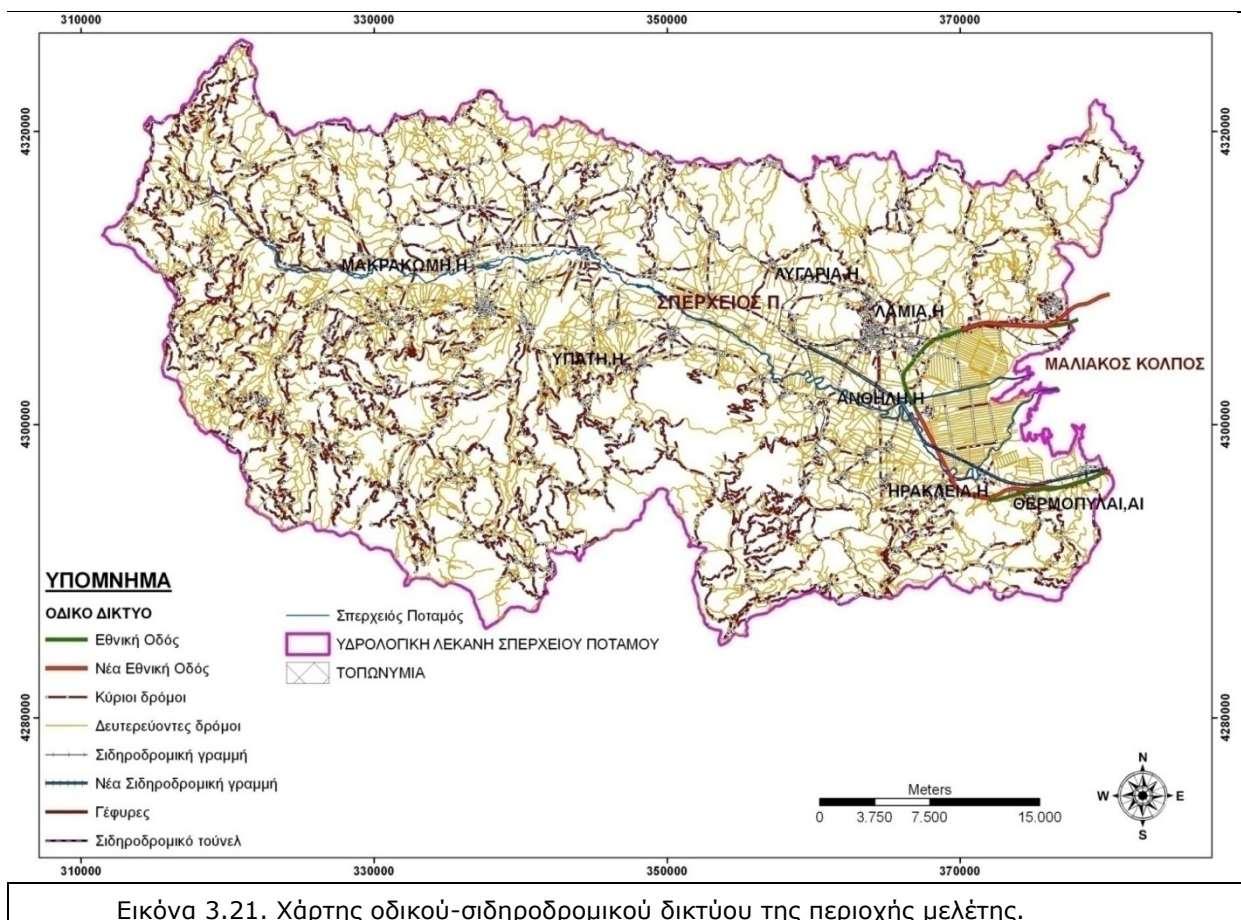 310000 330000 350000 370000
4320000 4320000
ΜΑΚΡΑΚΩΜΗ,Η
ΛΥΓΑΡΙΑ,Η
ΣΠΕΡΧΕΙΟΣ Π.
ΛΑΜΙΑ,Η
ΥΠΑΤΗ,Η
ΜΑΛΙΑΚΟΣ ΚΟΛΠΟΣ
ΑΝΘΗΛΗ,Η
4300000 4300000
ΗΡΑΚΛΕΙΑ,Η
ΘΕΡΜΟΠΥΛΑΙ,ΑΙ
ΥΠΟΜΝΗΜΑ
ΟΔΙΚΟ ΔΙΚΤΥΟ
Εθνική Οδός
Νέα Εθνική Οδός
Κύριοι δρόμοι
Δευτερεύοντες δρόμοι
Σιδηροδρομική γραμμή
Νέα Σιδηροδρομική γραμμή
Γέφυρες
Σιδηροδρομικό τούνελ
Σπερχειός Ποταμός
ΥΔΡΟΛΟΓΙΚΗ ΛΕΚΑΝΗ ΣΠΕΡΧΕΙΟΥ ΠΟΤΑΜΟΥ
ΤΟΠΩΝΥΜΙΑ
4280000 4280000
N
W E
S
Meters
0 3.750 7.500 15.000
310000 330000 350000 370000
Εικόνα 3.21. Χάρτης οδικού-σιδηροδρομικού δικτύου της περιοχής μελέτης.